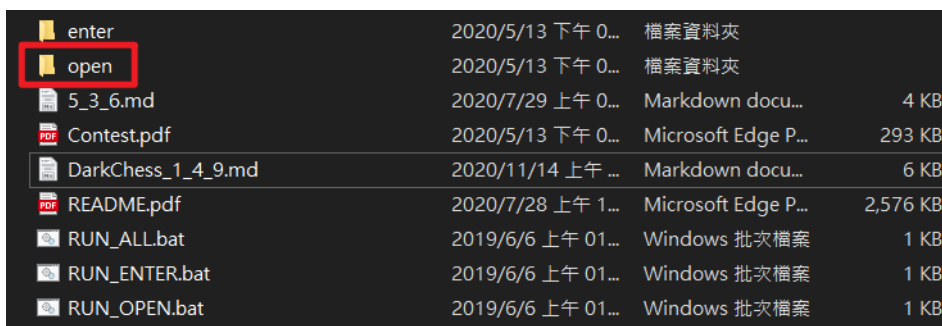 enter 2020/5/13 下午 0... 檔案資料夾
open 2020/5/13 下午 0... 檔案資料夾
5_3_6.md 2020/7/29 上午 0... Markdown docu... 4 KB
PDF Contest.pdf 2020/5/13 下午 0... Microsoft Edge P... 293 KB
DarkChess_1_4_9.md 2020/11/14 上午 ... Markdown docu... 6 KB
PDF README.pdf 2020/7/28 上午 1... Microsoft Edge P... 2,576 KB
RUN_ALL.bat 2019/6/6 上午 01... Windows 批次檔案 1 KB
RUN_ENTER.bat 2019/6/6 上午 01... Windows 批次檔案 1 KB
RUN_OPEN.bat 2019/6/6 上午 01... Windows 批次檔案 1 KB